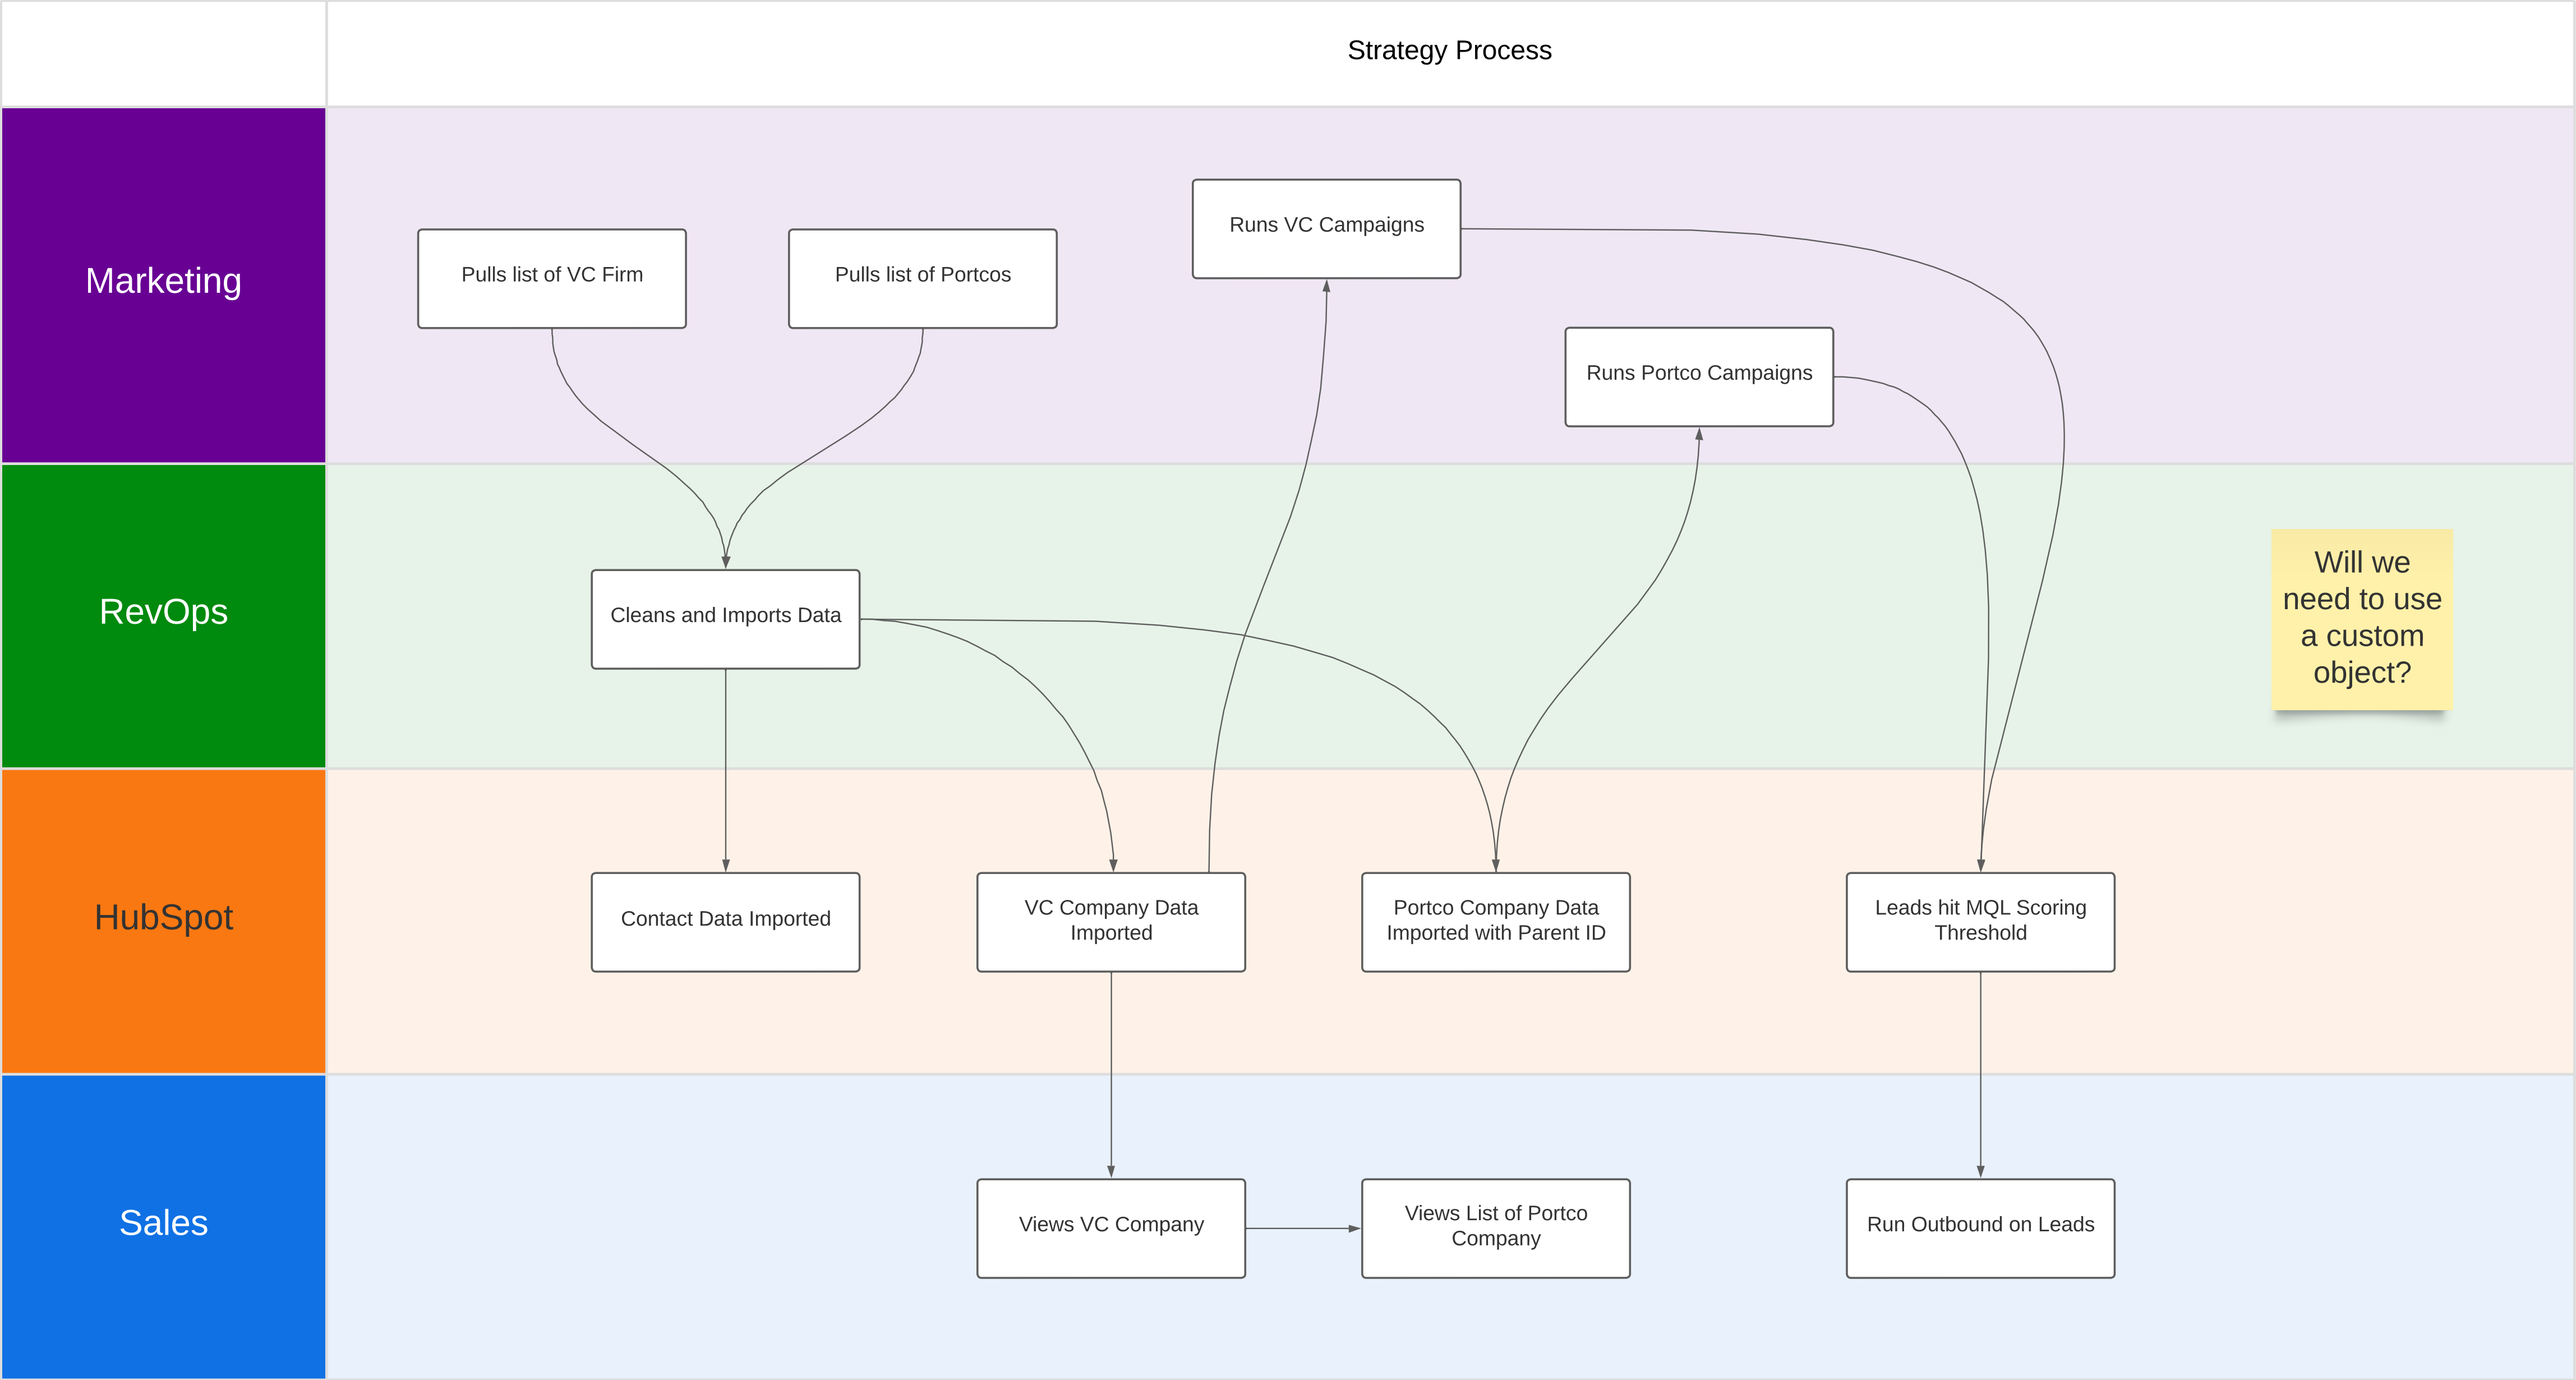 Strategy Process
Marketing
Pulls list of VC Firm
Pulls list of Portcos
Runs VC Campaigns
Runs Portco Campaigns
RevOps
Cleans and Imports Data
Will we
need to use
a custom
object?
HubSpot
Contact Data Imported
VC Company Data
Imported
Portco Company Data
Imported with Parent ID
Leads hit MQL Scoring
Threshold
Sales
Views VC Company
Views List of Portco
Company
Run Outbound on Leads